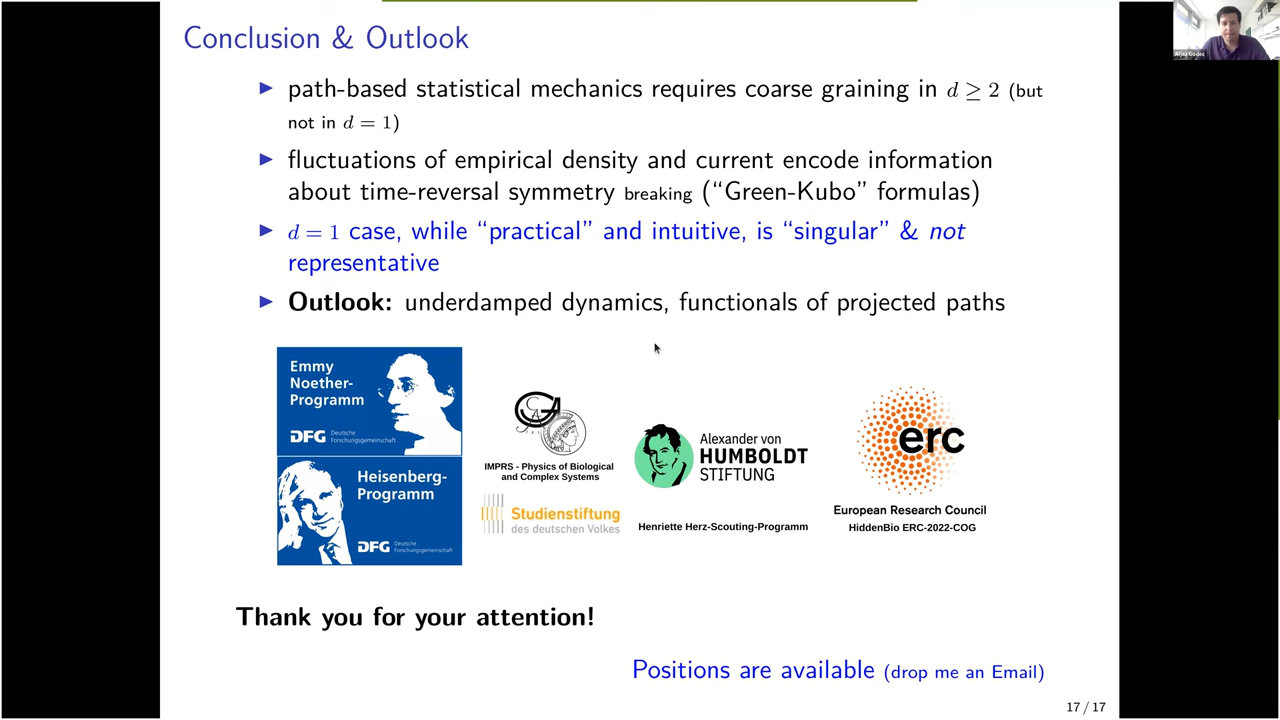 Conclusion & Outlook
▶ path-based statistical mechanics requires coarse graining in d ≥ 2 (but
not in d = 1)
▶ fluctuations of empirical density and current encode information
about time-reversal symmetry breaking (“Green-Kubo” formulas)
▶ d = 1 case, while “practical” and intuitive, is “singular” & not
representative
▶ Outlook: underdamped dynamics, functionals of projected paths
Emmy
Noether-
Programm
DFG Deutsche
Forschungsgemeinschaft
Heisenberg-
Programm
DFG Deutsche
Forschungsgemeinschaft
IMPRS - Physics of Biological
and Complex Systems
Studienstiftung
des deutschen Volkes
Alexander von
HUMBOLDT
STIFTUNG
Henriette Herz-Scouting-Programm
erc
European Research Council
HiddenBio ERC-2022-COG
Thank you for your attention!
Positions are available (drop me an Email)
17 / 17
Aljaz Godec